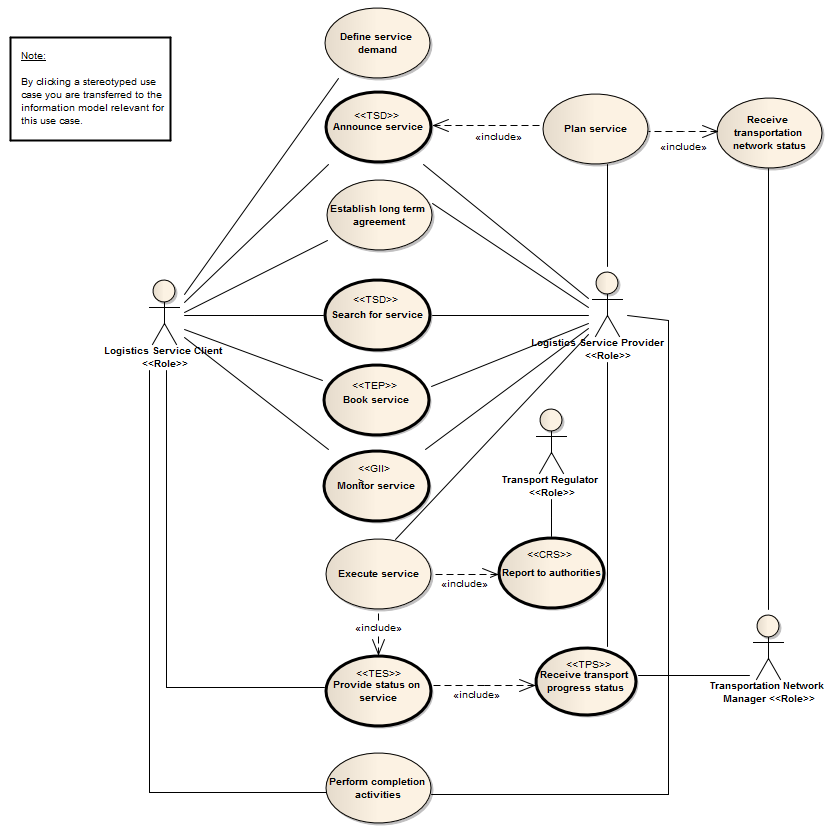 Define service
demand
Note:
By clicking a stereotyped use
case you are transferred to the
information model relevant for
this use case.
<<TSD>>
Announce service
«include»
Plan service
«include»
Receive
transportation
network status
Establish long term
agreement
<<TSD>>
Search for service
Logistics Service Client
<<Role>>
Logistics Service Provider
<<Role>>
<<TEP>>
Book service
<<GII>
>
Monitor service
Transport Regulator
<<Role>>
Execute service
«include»
<<CRS>>
Report to authorities
«include»
<<TES>>
Provide status on
service
«include»
<<TPS>>
Receive transport
progress status
Transportation Network
Manager <<Role>>
Perform completion
activities